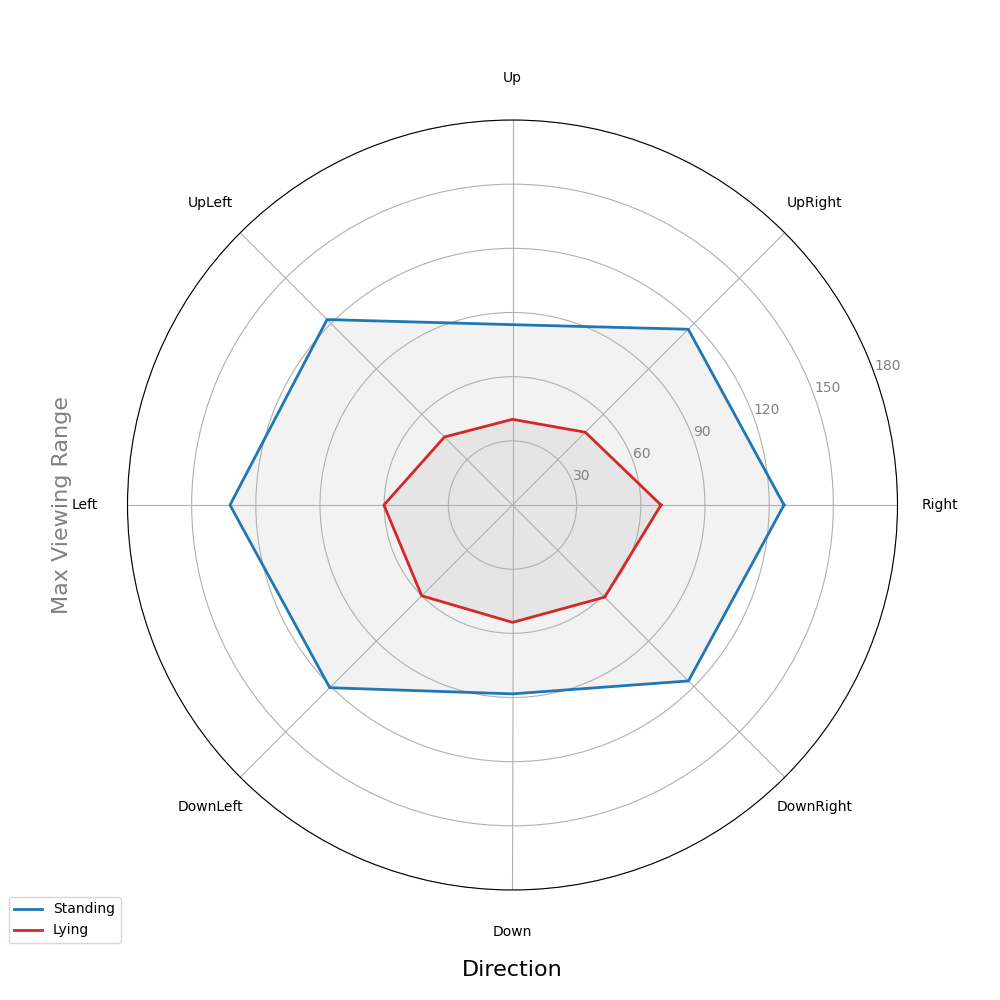 Up
UpLeft
UpRight
180
150
120
90
60
30
Max Viewing Range
Left
Right
DownLeft
DownRight
Standing
Lying
Down
Direction